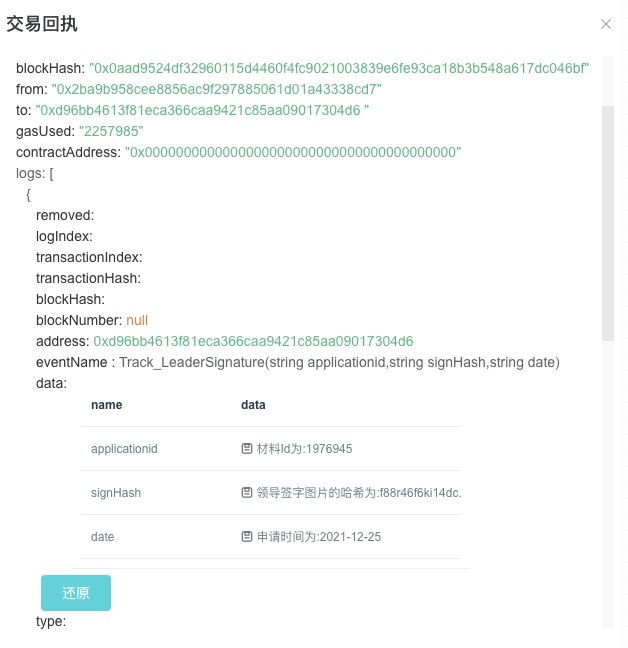 交易回执
blockHash: "0x0aad9524df32960115d4460f4fc9021003839e6fe93ca18b3b548a617dc046bf"
from: "0x2ba9b958cee8856ac9f297885061d01a43338cd7"
to: "0xd96bb4613f81eca366caa9421c85aa09017304d6 "
gasUsed: "2257985"
contractAddress: "0x0000000000000000000000000000000000000000"
logs: [
{
removed:
logIndex:
transactionIndex:
transactionHash:
blockHash:
blockNumber: null
address: 0xd96bb4613f81eca366caa9421c85aa09017304d6
eventName : Track_LeaderSignature(string applicationid,string signHash,string date)
data:
name data
applicationid 材料Id为:1976945
signHash 领导签字图片的哈希为:f88r46f6ki14dc.
date 申请时间为:2021-12-25
还原
type: